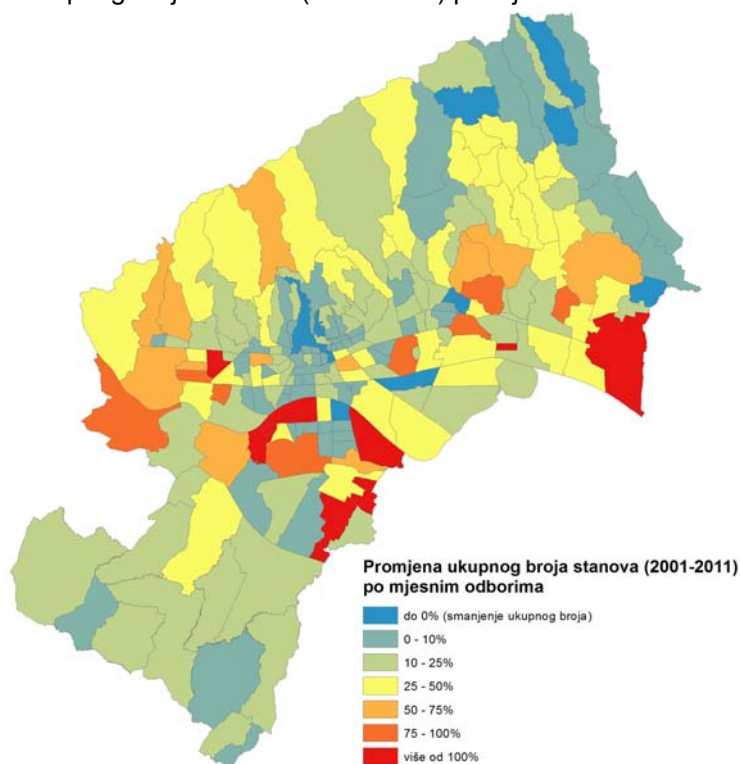 Promjena ukupnog broja stanova (2001-2011)
po mjesnim odborima
do 0% (smanjenje ukupnog broja)
0 - 10%
10 - 25%
25 - 50%
50 - 75%
75 - 100%
više od 100%